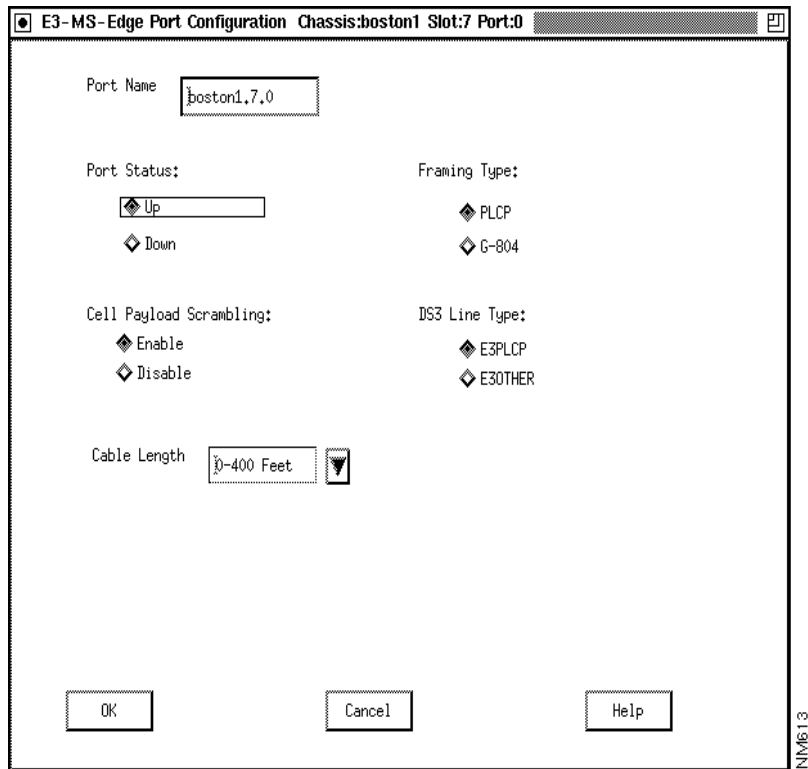 E3-MS-Edge Port Configuration Chassis:boston1 Slot:7 Port:0
Port Name boston1.7.0
Port Status: Framing Type:
Up PLCP
Down G-804
Cell Payload Scrambling: DS3 Line Type:
Enable E3PLCP
Disable E3OTHER
Cable Length 0-400 Feet
OK Cancel Help
NM613